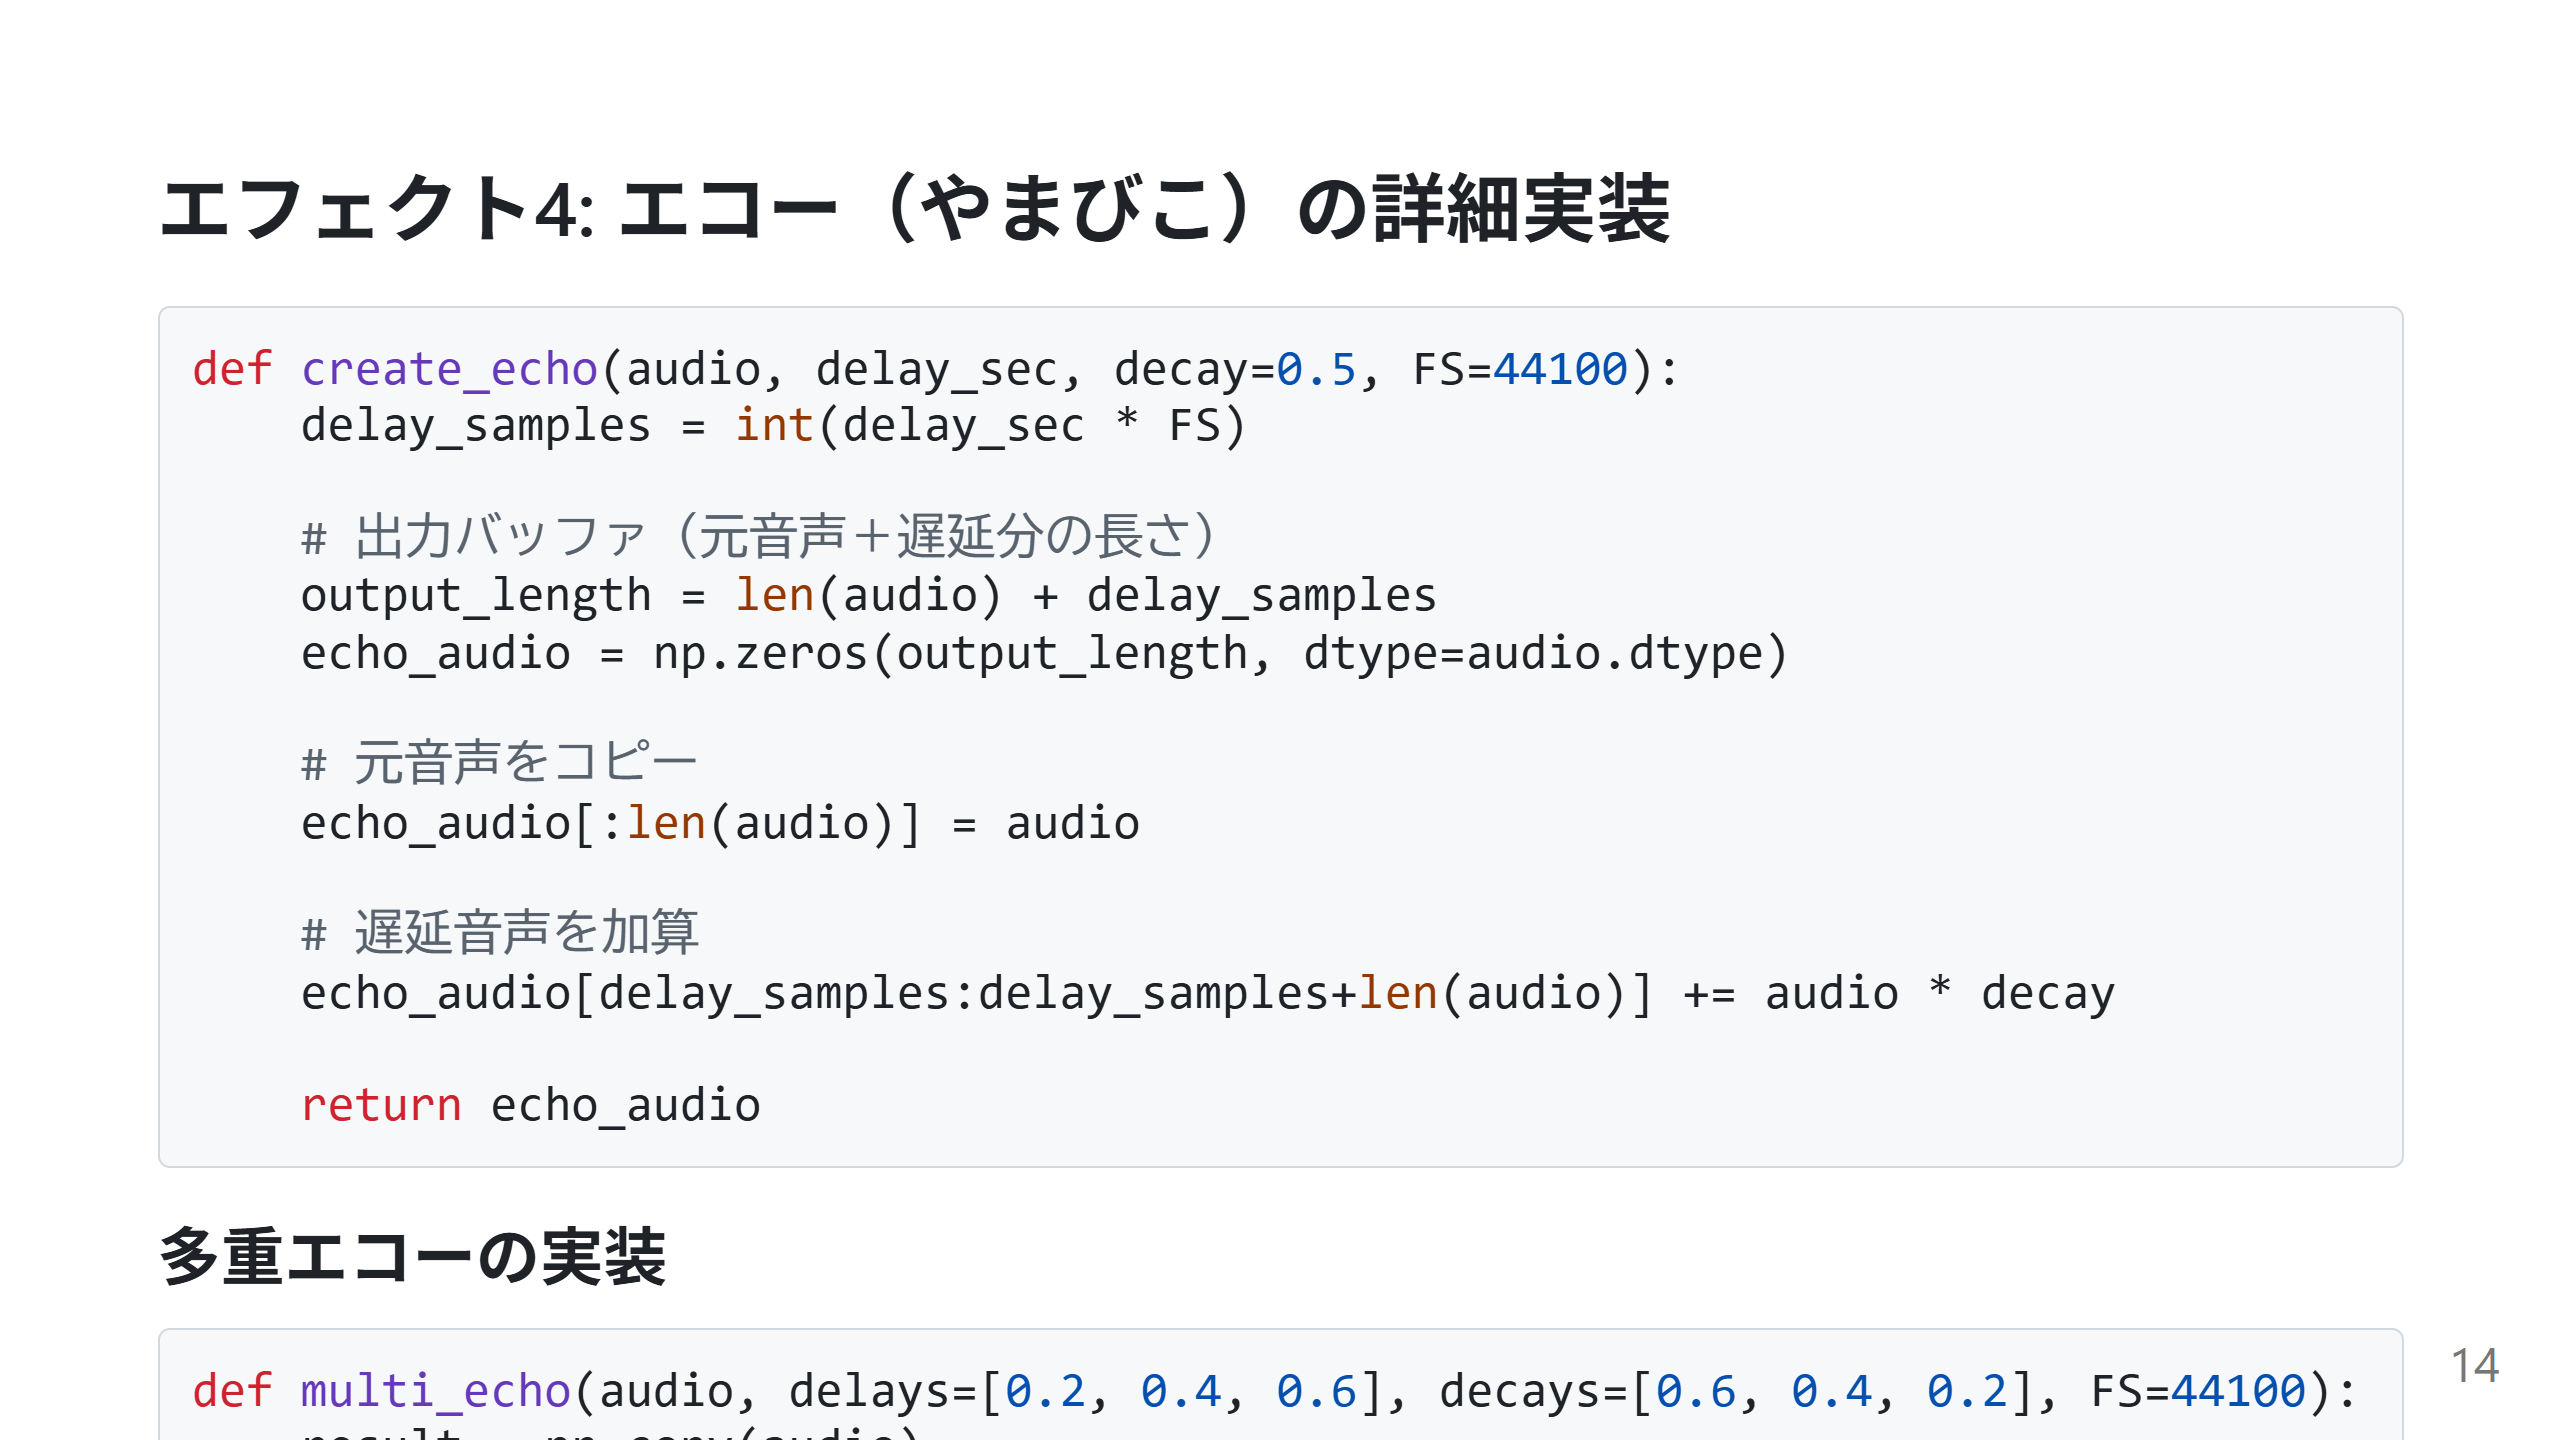 エフェクト4: エコー（やまびこ）の詳細実装
def create_echo(audio, delay_sec, decay=0.5, FS=44100):
    delay_samples = int(delay_sec * FS)
    # 出力バッファ（元音声＋遅延分の長さ）
    output_length = len(audio) + delay_samples
    echo_audio = np.zeros(output_length, dtype=audio.dtype)
    # 元音声をコピー
    echo_audio[:len(audio)] = audio
    # 遅延音声を加算
    echo_audio[delay_samples:delay_samples+len(audio)] += audio * decay
    return echo_audio
多重エコーの実装
def multi_echo(audio, delays=[0.2, 0.4, 0.6], decays=[0.6, 0.4, 0.2], FS=44100):
    result = np.copy(audio)
14